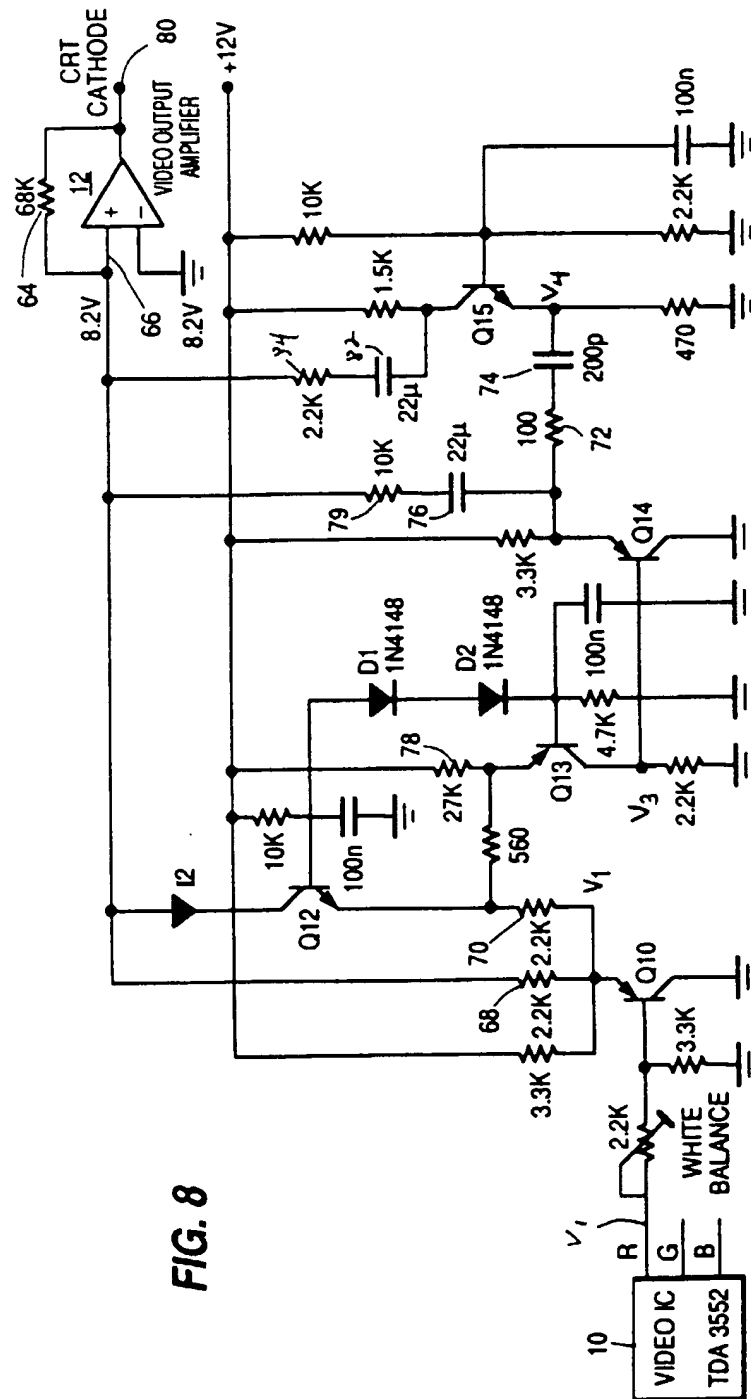 FIG. 8
10
VIDEO IC
TDA 3552
R
G
B
V1
2.2K
WHITE
BALANCE
3.3K
Q10
3.3K
2.2K
68
2.2K
70
V1
Q12
I2
10K
100n
560
27K
78
Q13
V3
2.2K
4.7K
100n
D1
1N4148
D2
1N4148
3.3K
Q14
10K
79
22µ
76
100
72
200p
74
2.2K
84
22µ
82
1.5K
Q15
V4
470
10K
2.2K
100n
8.2V
66
8.2V
64
68K
12
+
−
VIDEO OUTPUT
AMPLIFIER
CRT
CATHODE
80
+12V